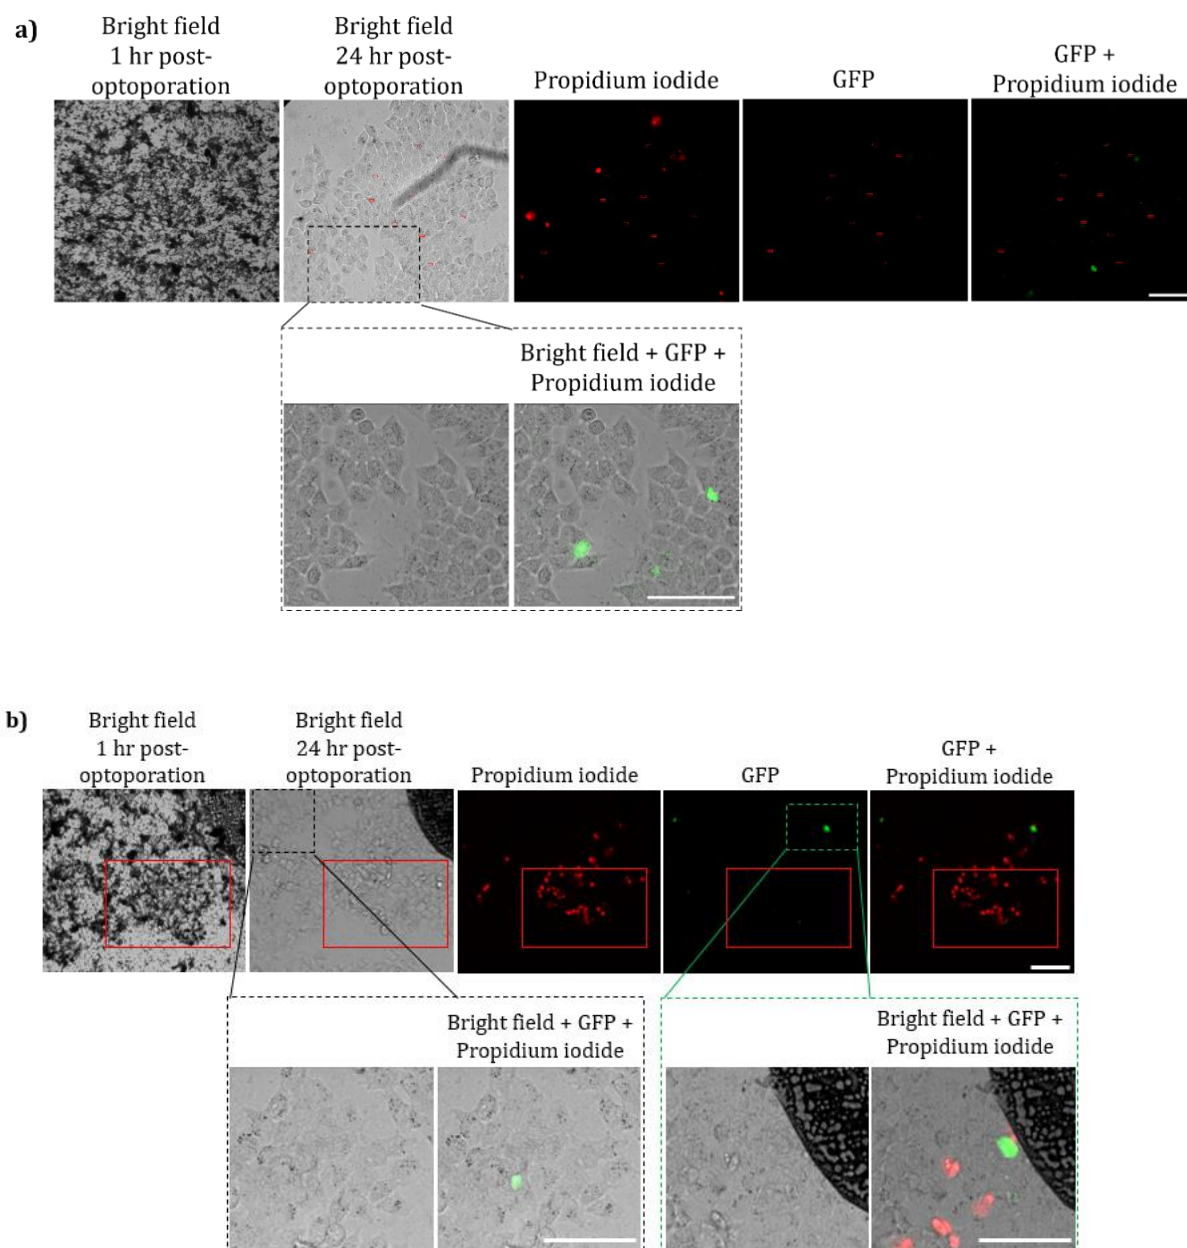 a)
Bright field
1 hr post-
optoporation
Bright field
24 hr post-
optoporation
Propidium iodide
GFP
GFP +
Propidium iodide
Bright field + GFP +
Propidium iodide
b)
Bright field
1 hr post-
optoporation
Bright field
24 hr post-
optoporation
Propidium iodide
GFP
GFP +
Propidium iodide
Bright field + GFP +
Propidium iodide
Bright field + GFP +
Propidium iodide